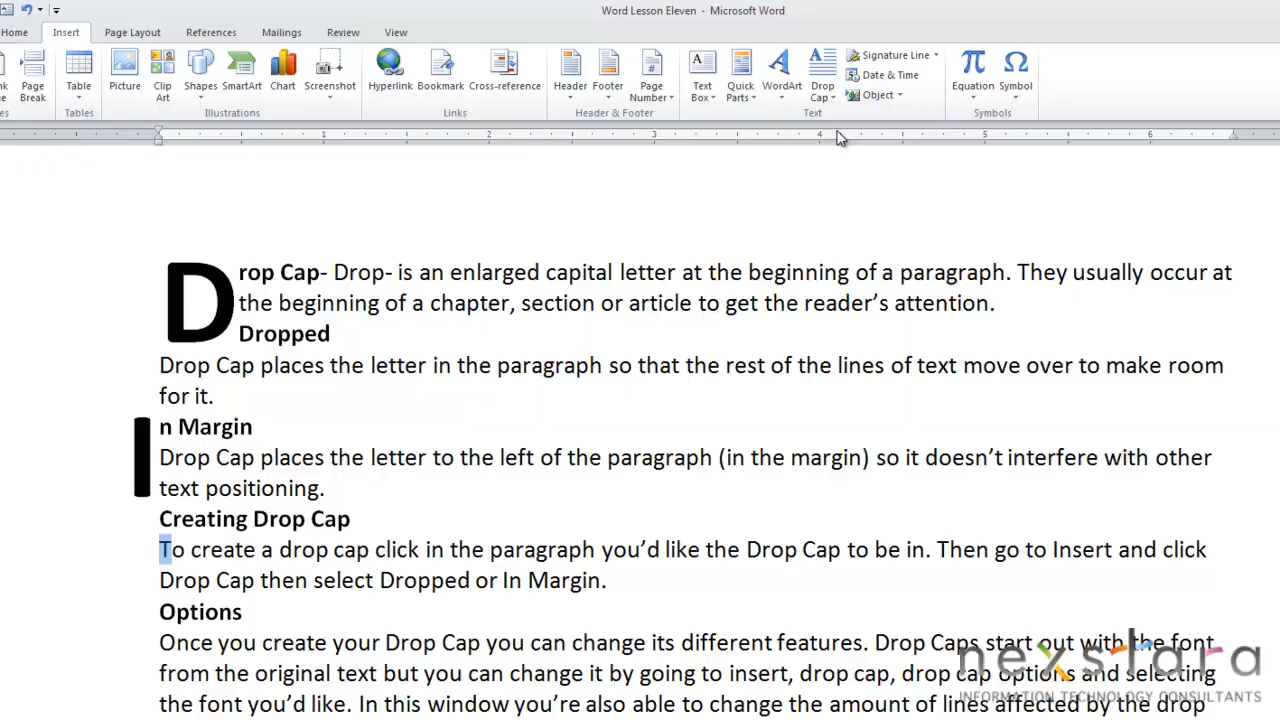 Word Lesson Eleven - Microsoft Word
Home Insert Page Layout References Mailings Review View
Page Break Table Picture Clip Art Shapes SmartArt Chart Screenshot Hyperlink Bookmark Cross-reference Header Footer Page Number Text Box Quick Parts WordArt Drop Cap Signature Line Date & Time Object Equation Symbol
Tables Illustrations Links Header & Footer Text Symbols
1 2 3 4 5 6
Drop Cap- Drop- is an enlarged capital letter at the beginning of a paragraph. They usually occur at
the beginning of a chapter, section or article to get the reader’s attention.
Dropped
Drop Cap places the letter in the paragraph so that the rest of the lines of text move over to make room
for it.
In Margin
Drop Cap places the letter to the left of the paragraph (in the margin) so it doesn’t interfere with other
text positioning.
Creating Drop Cap
To create a drop cap click in the paragraph you’d like the Drop Cap to be in. Then go to Insert and click
Drop Cap then select Dropped or In Margin.
Options
Once you create your Drop Cap you can change its different features. Drop Caps start out with the font
from the original text but you can change it by going to insert, drop cap, drop cap options and selecting
the font you’d like. In this window you’re also able to change the amount of lines affected by the drop
nexstara
INFORMATION TECHNOLOGY CONSULTANTS